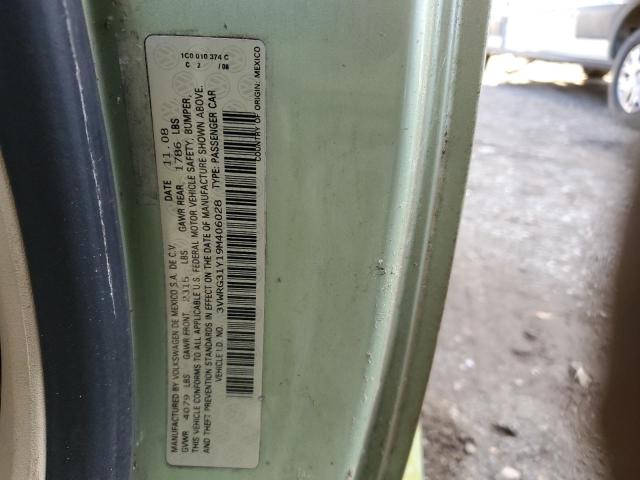 1C0 010 374 C
C 2 /08
MANUFACTURED BY VOLKSWAGEN DE MEXICO S.A. DE C.V. DATE 11.08
GVWR 4079 LBS GAWR FRONT 2315 LBS GAWR REAR 1786 LBS
THIS VEHICLE CONFORMS TO ALL APPLICABLE U.S. FEDERAL MOTOR VEHICLE SAFETY, BUMPER,
AND THEFT PREVENTION STANDARDS IN EFFECT ON THE DATE OF MANUFACTURE SHOWN ABOVE.
VEHICLE I.D. NO. 3VWRG31Y19M406028 TYPE: PASSENGER CAR
COUNTRY OF ORIGIN: MEXICO